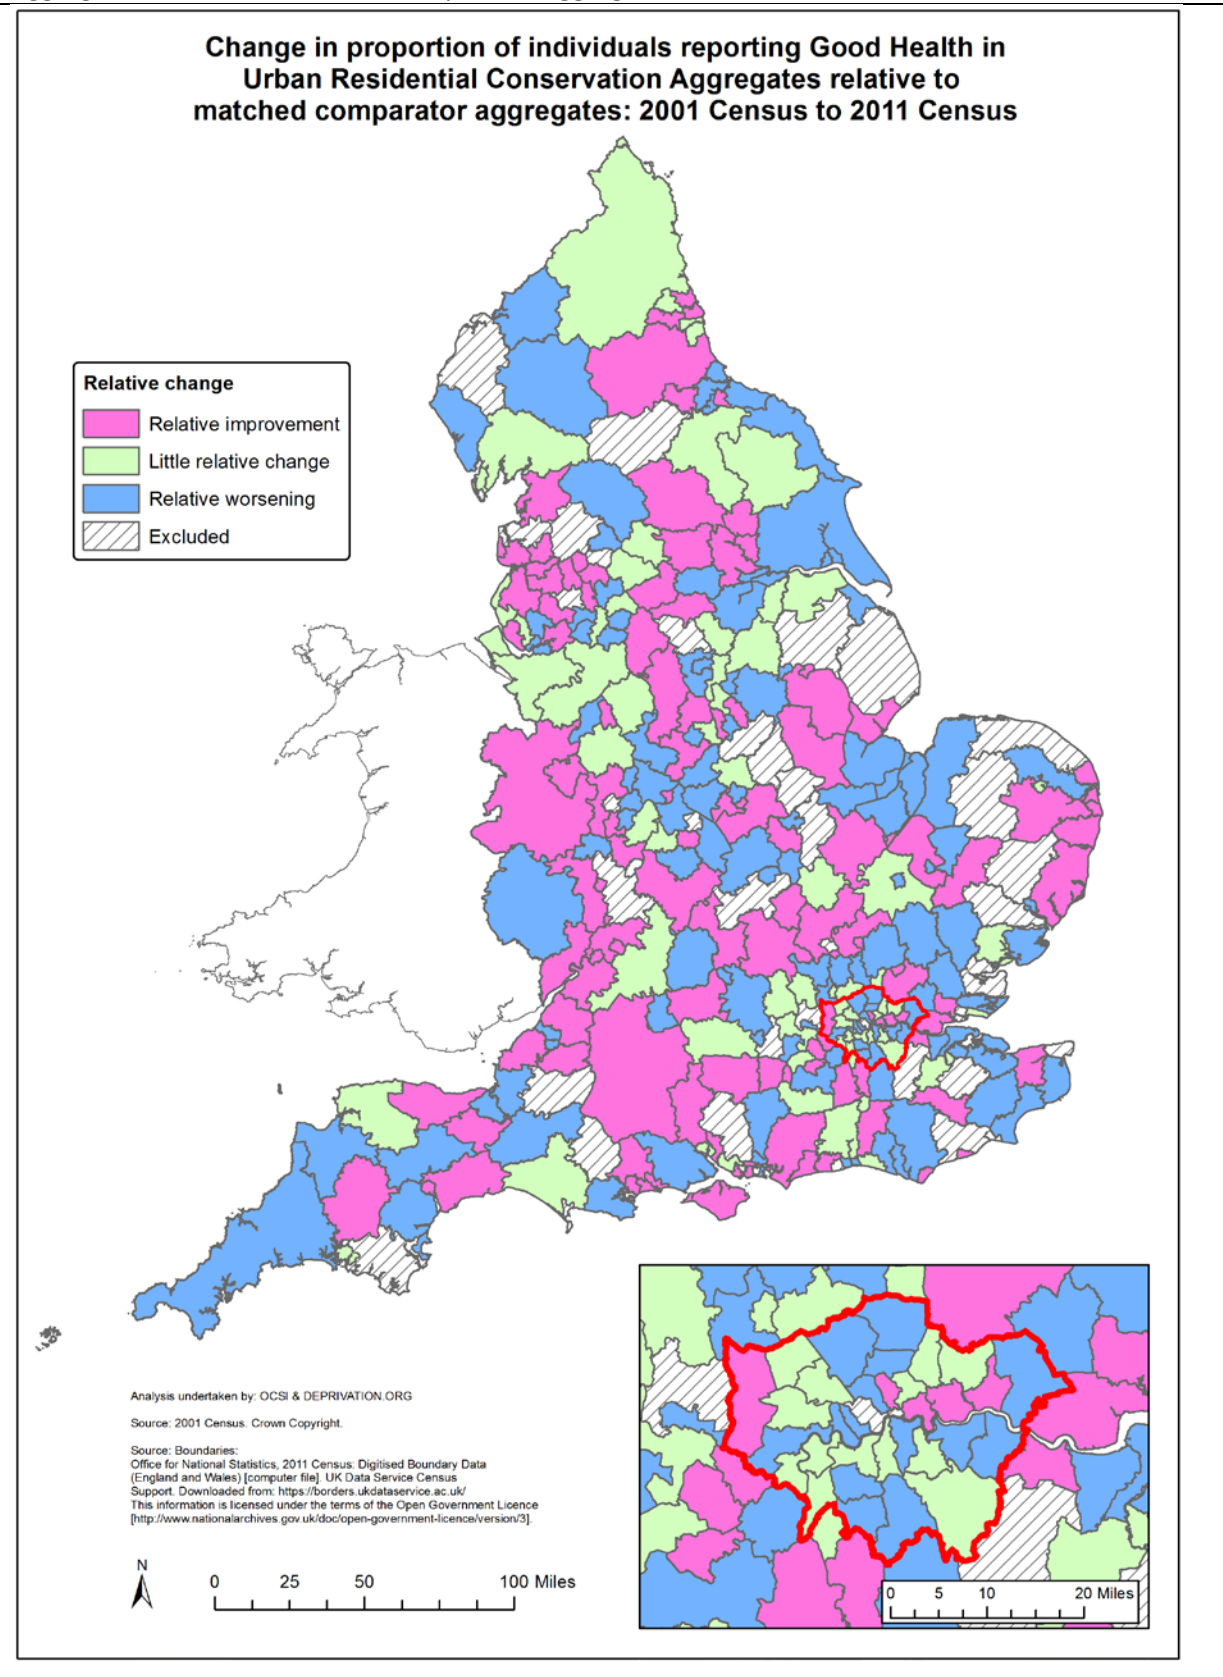 Change in proportion of individuals reporting Good Health in
Urban Residential Conservation Aggregates relative to
matched comparator aggregates: 2001 Census to 2011 Census
Relative change
Relative improvement
Little relative change
Relative worsening
Excluded
Analysis undertaken by: OCSI & DEPRIVATION.ORG
Source: 2001 Census. Crown Copyright.
Source: Boundaries:
Office for National Statistics, 2011 Census: Digitised Boundary Data
(England and Wales) [computer file]. UK Data Service Census
Support. Downloaded from: https://borders.ukdataservice.ac.uk/
This information is licensed under the terms of the Open Government Licence
[http://www.nationalarchives.gov.uk/doc/open-government-licence/version/3].
N
0 25 50 100 Miles
0 5 10 20 Miles